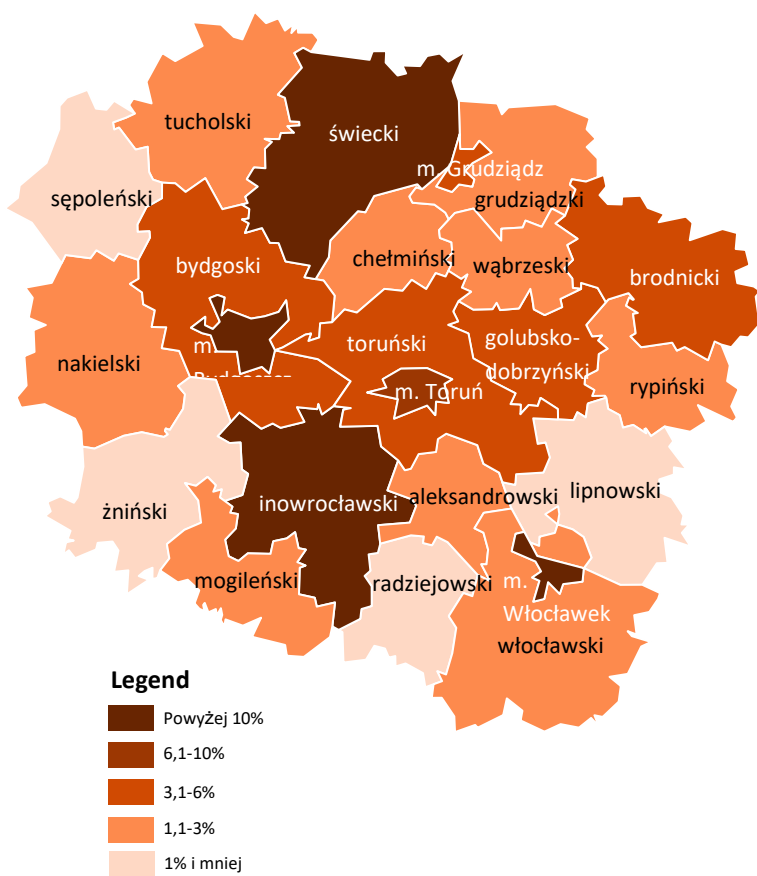 tucholski
świecki
m. Grudziądz
sępoleński
grudziądzki
bydgoski
chełmiński
wąbrzeski
brodnicki
m.
toruński
golubsko-
dobrzyński
nakielski
rypiński
m. Toruń
żniński
inowrocławski
aleksandrowski
lipnowski
mogileński
radziejowski
m.
Włocławek
włocławski
Legend
Powyżej 10%
6,1-10%
3,1-6%
1,1-3%
1% i mniej